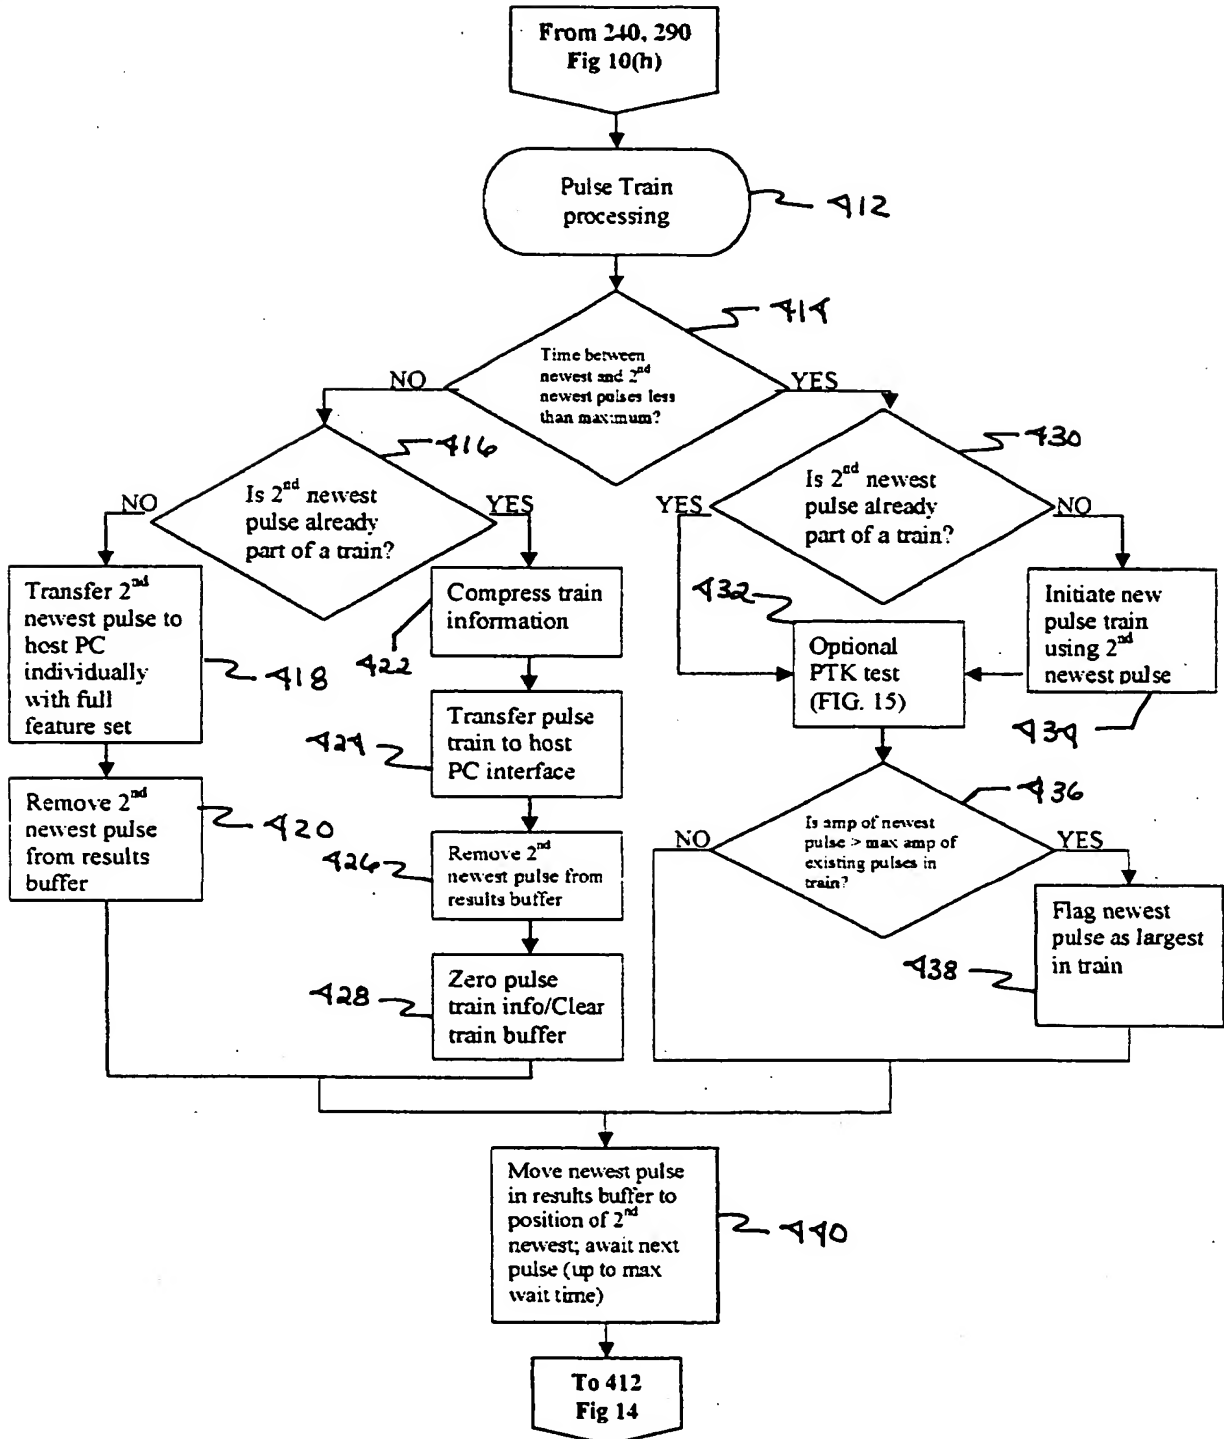 From 240, 290
Fig 10(h)
Pulse Train
processing
412
414
Time between
newest and 2nd
newest pulses less
than maximum?
NO
YES
416
430
Is 2nd newest
pulse already
part of a train?
NO
YES
Is 2nd newest
pulse already
part of a train?
YES
NO
Transfer 2nd
newest pulse to
host PC
individually
with full
feature set
418
Compress train
information
422
432
Optional
PTK test
(FIG. 15)
Initiate new
pulse train
using 2nd
newest pulse
434
Transfer pulse
train to host
PC interface
424
Remove 2nd
newest pulse
from results
buffer
420
Remove 2nd
newest pulse from
results buffer
426
436
Is amp of newest
pulse > max amp of
existing pulses in
train?
NO
YES
Flag newest
pulse as largest
in train
438
Zero pulse
train info/Clear
train buffer
428
Move newest pulse
in results buffer to
position of 2nd
newest; await next
pulse (up to max
wait time)
440
To 412
Fig 14